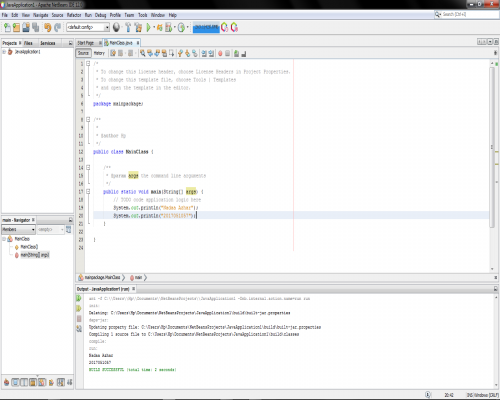 JavaApplication1 - Apache NetBeans IDE
File Edit View Navigate Source Refactor Run Debug Profile Team Tools Window Help
Search (Ctrl+I)
<default config>
Projects Files Services
JavaApplication1
Start Page MainClass.java
Source History
1 /*
2 * To change this license header, choose License Headers in Project Properties.
3 * To change this template file, choose Tools | Templates
4 * and open the template in the editor.
5 */
6 package mainpackage;
7
8 /**
9 *
10 * @author Hp
11 */
12 public class MainClass {
13
14 /**
15 * @param args the command line arguments
16 */
17 public static void main(String[] args) {
18 // TODO code application logic here
19 System.out.println("Nadas Azhar");
20 System.out.println("2017051067");
21 }
22
23 }
24
main - Navigator
Members <empty>
MainClass
MainClass()
main(String[] args)
mainpackage.MainClass main
Output - JavaApplication1 (run)
ant -f C:\\Users\\Hp\\Documents\\NetBeansProjects\\JavaApplication1 -Dnb.internal.action.name=run run
init:
Deleting: C:\Users\Hp\Documents\NetBeansProjects\JavaApplication1\build\built-jar.properties
deps-jar:
Updating property file: C:\Users\Hp\Documents\NetBeansProjects\JavaApplication1\build\built-jar.properties
Compiling 1 source file to C:\Users\Hp\Documents\NetBeansProjects\JavaApplication1\build\classes
compile:
run:
Nadas Azhar
2017051067
BUILD SUCCESSFUL (total time: 2 seconds)
20:42 INS Windows (CRLF)